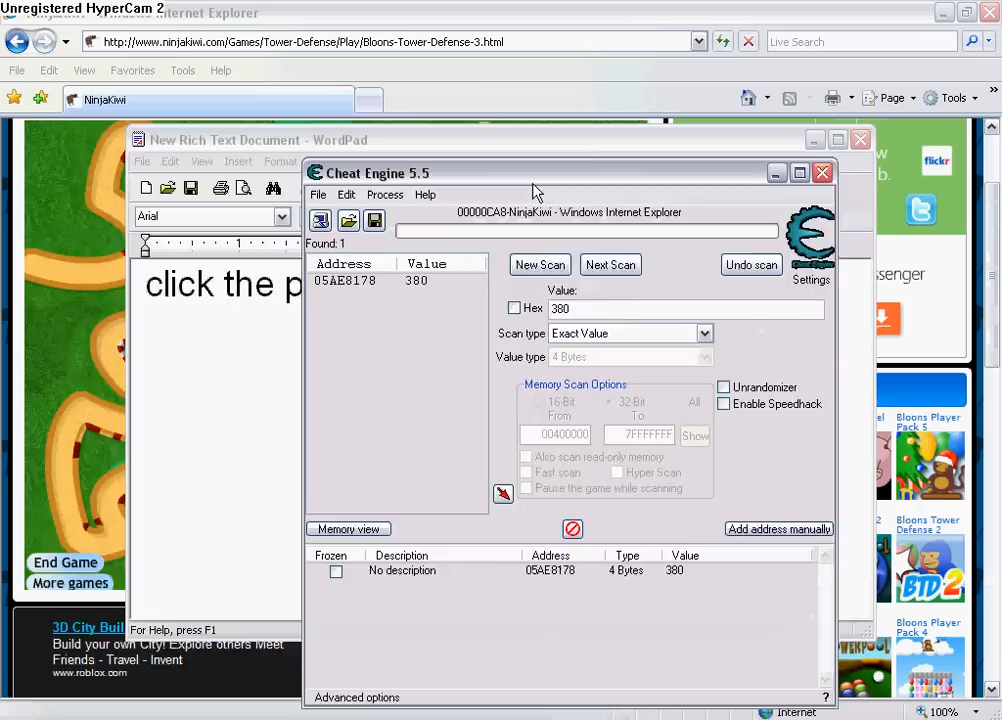 Unregistered HyperCam 2
http://www.ninjakiwi.com/Games/Tower-Defense/Play/Bloons-Tower-Defense-3.html
Live Search
File Edit View Favorites Tools Help
NinjaKiwi
Page Tools
New Rich Text Document - WordPad
File Edit View Insert Format
Arial
1
click the p
For Help, press F1
Cheat Engine 5.5
File Edit Process Help
00000CA8-NinjaKiwi - Windows Internet Explorer
Found: 1
Address Value
05AE8178 380
New Scan Next Scan Undo scan
Settings
Value:
Hex 380
Scan type Exact Value
Value type 4 Bytes
Memory Scan Options
16-Bit 32-Bit All
From To
00400000 7FFFFFFF Show
Also scan read-only memory
Fast scan Hyper Scan
Pause the game while scanning
Unrandomizer
Enable Speedhack
Memory view Add address manually
Frozen Description Address Type Value
No description 05AE8178 4 Bytes 380
Advanced options ?
End Game
More games
3D City Buil
Build your own City! Explore others Meet
Friends - Travel - Invent
www.roblox.com
flickr
Bloons Player
Pack 5
Bloons Tower
Defense 2
BTD 2
Bloons Player
Pack 4
Internet 100%